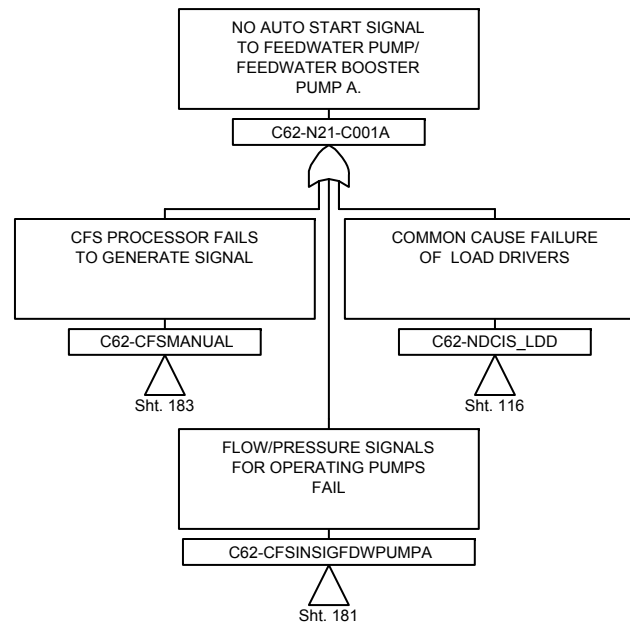 NO AUTO START SIGNAL
TO FEEDWATER PUMP/
FEEDWATER BOOSTER
PUMP A.
C62-N21-C001A
CFS PROCESSOR FAILS
TO GENERATE SIGNAL
C62-CFSMANUAL
Sht. 183
COMMON CAUSE FAILURE
OF LOAD DRIVERS
C62-NDCIS_LDD
Sht. 116
FLOW/PRESSURE SIGNALS
FOR OPERATING PUMPS
FAIL
C62-CFSINSIGFDWPUMPA
Sht. 181